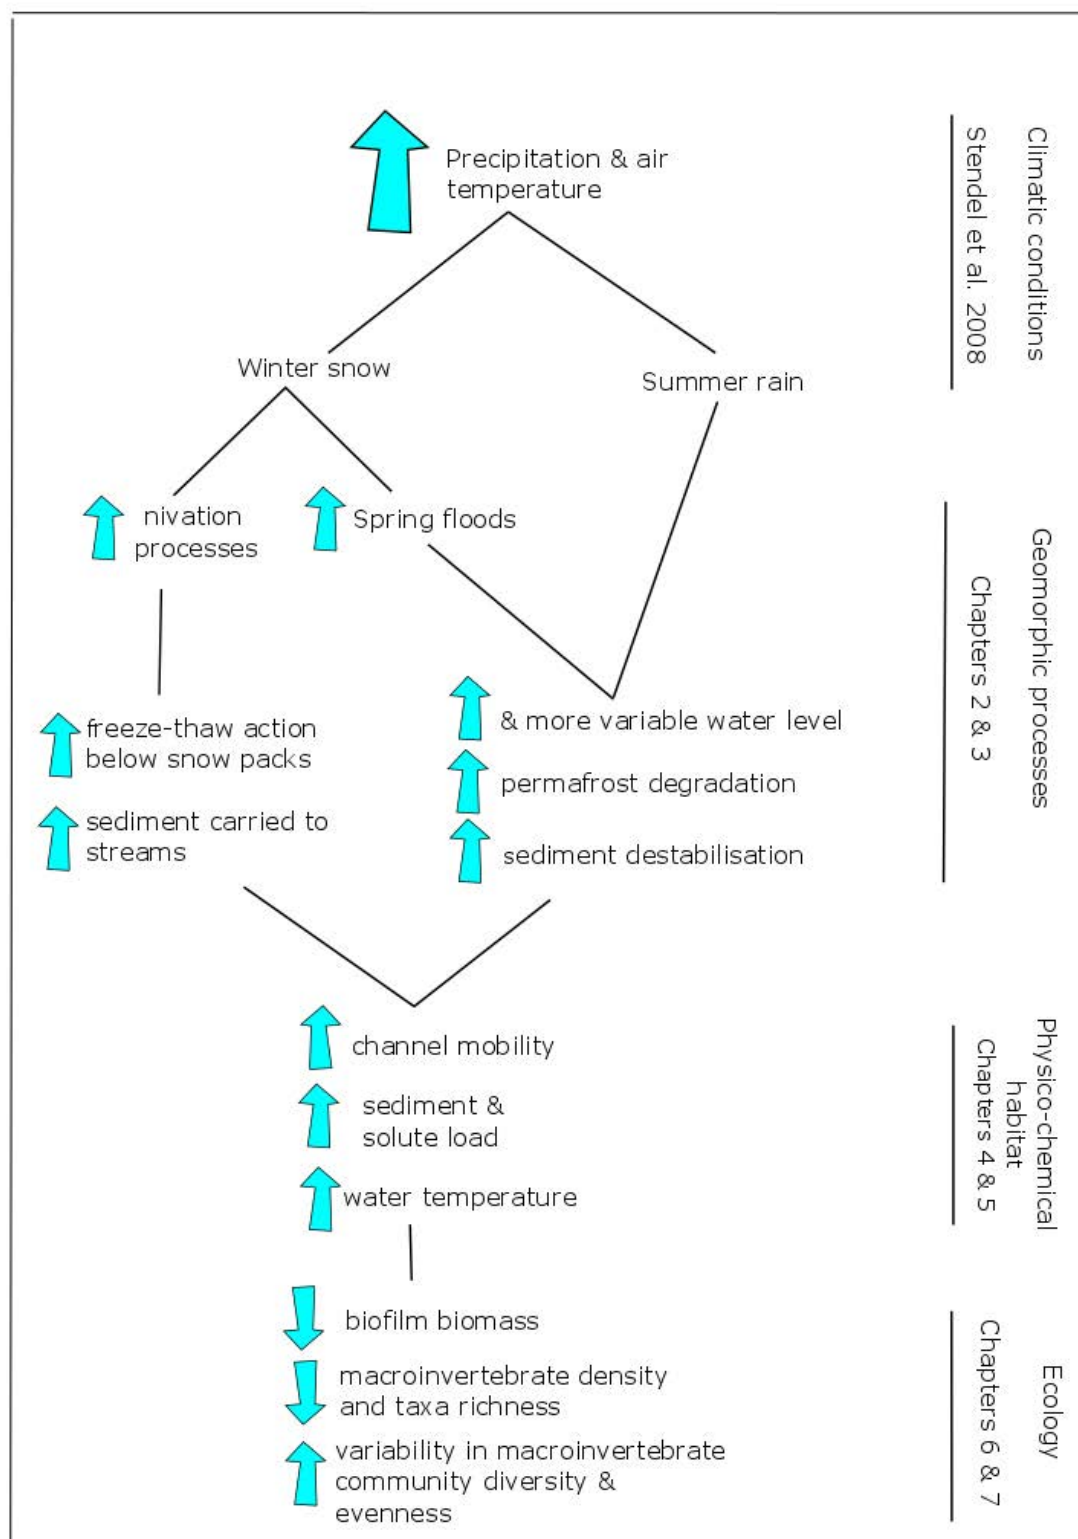 Precipitation & air
temperature
Winter snow
Summer rain
Climatic conditions
Stendel et al. 2008
nivation
processes
Spring floods
freeze-thaw action
below snow packs
sediment carried to
streams
& more variable water level
permafrost degradation
sediment destabilisation
Geomorphic processes
Chapters 2 & 3
channel mobility
sediment &
solute load
water temperature
Physico-chemical
habitat
Chapters 4 & 5
biofilm biomass
macroinvertebrate density
and taxa richness
variability in macroinvertebrate
community diversity &
evenness
Ecology
Chapters 6 & 7